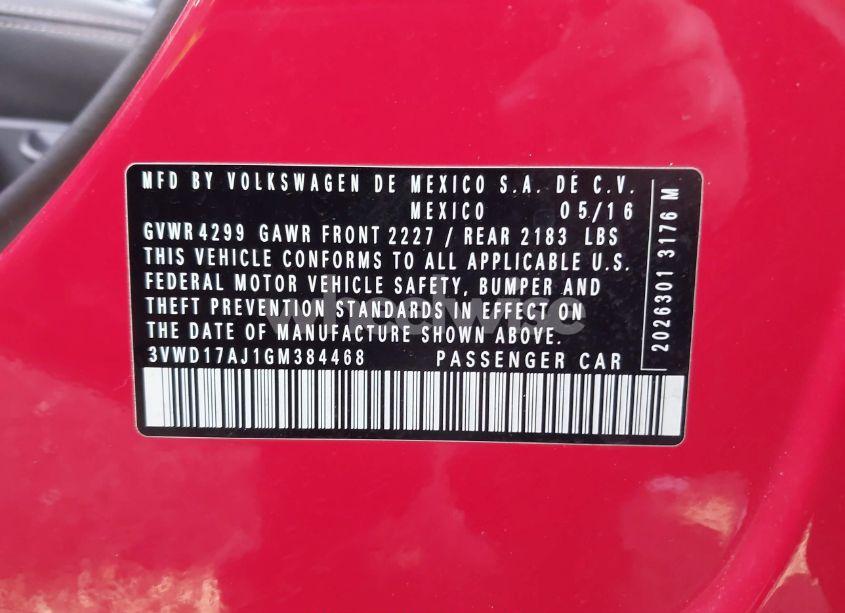 MFD BY VOLKSWAGEN DE MEXICO S.A. DE C.V.
MEXICO 05/16
GVWR 4299 GAWR FRONT 2227 / REAR 2183 LBS
THIS VEHICLE CONFORMS TO ALL APPLICABLE U.S.
FEDERAL MOTOR VEHICLE SAFETY, BUMPER AND
THEFT PREVENTION STANDARDS IN EFFECT ON
THE DATE OF MANUFACTURE SHOWN ABOVE.
3VWD17AJ1GM384468 PASSENGER CAR
2026301 3176 M
wheelwise